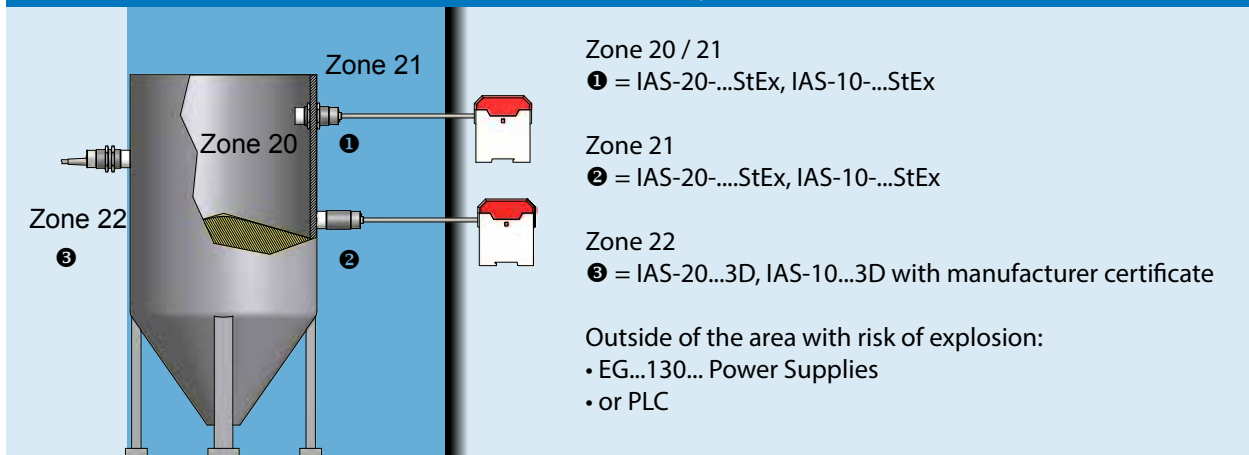 Zone 21
Zone 20
❶
Zone 22
❸
❷
Zone 20 / 21
❶ = IAS-20-...StEx, IAS-10-...StEx
Zone 21
❷ = IAS-20-....StEx, IAS-10-...StEx
Zone 22
❸ = IAS-20...3D, IAS-10...3D with manufacturer certificate
Outside of the area with risk of explosion:
• EG...130... Power Supplies
• or PLC